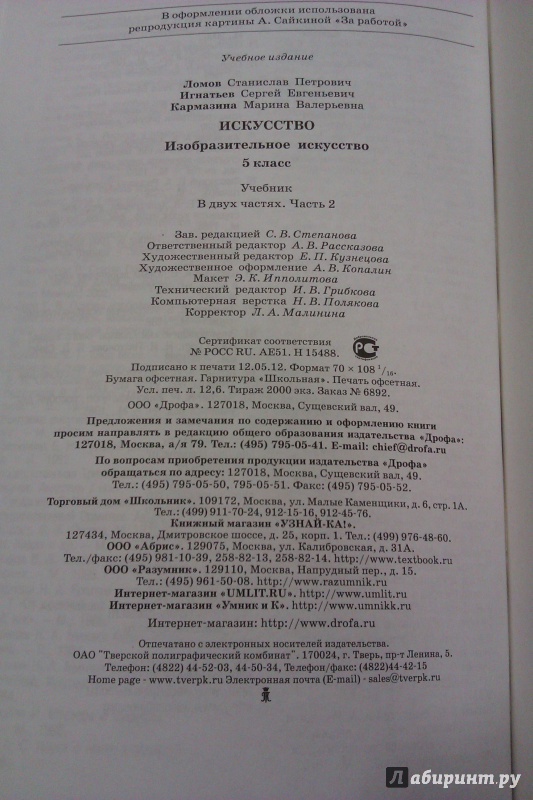 В оформлении обложки использована
репродукция картины А. Сайкиной «За работой»
Учебное издание
Ломов Станислав Петрович
Игнатьев Сергей Евгеньевич
Кармазина Марина Валерьевна
ИСКУССТВО
Изобразительное искусство
5 класс
Учебник
В двух частях. Часть 2
Зав. редакцией С. В. Степанова
Ответственный редактор А. В. Рассказова
Художественный редактор Е. П. Кузнецова
Художественное оформление А. В. Копалин
Макет Э. К. Ипполитова
Технический редактор И. В. Грибкова
Компьютерная верстка Н. В. Полякова
Корректор Л. А. Малинина
Сертификат соответствия
№ РОСС RU. АЕ51. Н 15488.
Подписано к печати 12.05.12. Формат 70 × 108 1/16.
Бумага офсетная. Гарнитура «Школьная». Печать офсетная.
Усл. печ. л. 12,6. Тираж 2000 экз. Заказ № 6892.
ООО «Дрофа». 127018, Москва, Сущевский вал, 49.
Предложения и замечания по содержанию и оформлению книги
просим направлять в редакцию общего образования издательства «Дрофа»:
127018, Москва, а/я 79. Тел.: (495) 795-05-41. E-mail: chief@drofa.ru
По вопросам приобретения продукции издательства «Дрофа»
обращаться по адресу: 127018, Москва, Сущевский вал, 49.
Тел.: (495) 795-05-50, 795-05-51. Факс: (495) 795-05-52.
Торговый дом «Школьник». 109172, Москва, ул. Малые Каменщики, д. 6, стр. 1А.
Тел.: (499) 911-70-24, 912-15-16, 912-45-76.
Книжный магазин «УЗНАЙ-КА!».
127434, Москва, Дмитровское шоссе, д. 25, корп. 1. Тел.: (499) 976-48-60.
ООО «Абрис». 129075, Москва, ул. Калибровская, д. 31А.
Тел./факс: (495) 981-10-39, 258-82-13, 258-82-14. http://www.textbook.ru
ООО «Разумник». 129110, Москва, Напрудный пер., д. 15.
Тел.: (495) 961-50-08. http://www.razumnik.ru
Интернет-магазин «UMLIT.RU». http://www.umlit.ru
Интернет-магазин «Умник и К». http://www.umnikk.ru
Интернет-магазин: http://www.drofa.ru
Отпечатано с электронных носителей издательства.
ОАО "Тверской полиграфический комбинат". 170024, г. Тверь, пр-т Ленина, 5.
Телефон: (4822) 44-52-03, 44-50-34, Телефон/факс: (4822)44-42-15
Home page - www.tverpk.ru Электронная почта (E-mail) - sales@tverpk.ru
Лабиринт.ру